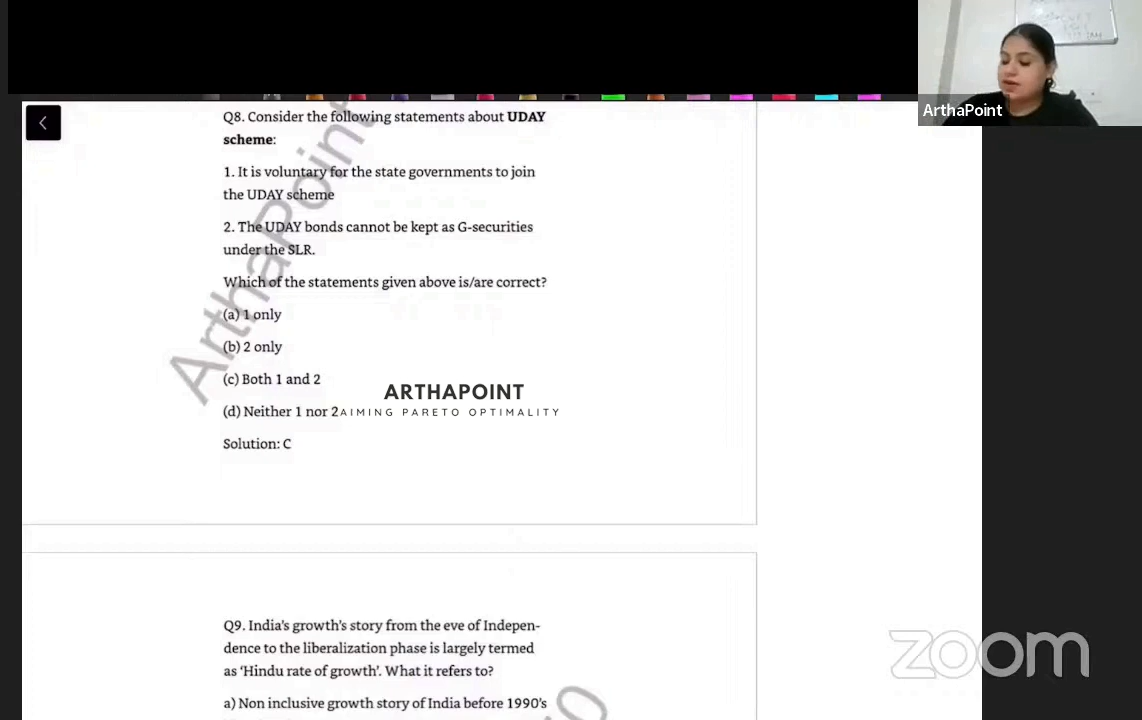 ArthaPoint
Q8. Consider the following statements about UDAY
scheme:
1. It is voluntary for the state governments to join
the UDAY scheme
2. The UDAY bonds cannot be kept as G-securities
under the SLR.
Which of the statements given above is/are correct?
(a) 1 only
(b) 2 only
(c) Both 1 and 2
(d) Neither 1 nor 2
Solution: C
ArthaPoint
ARTHAPOINT
AIMING PARETO OPTIMALITY
Q9. India's growth's story from the eve of Indepen-
dence to the liberalization phase is largely termed
as 'Hindu rate of growth'. What it refers to?
a) Non inclusive growth story of India before 1990's
zoom